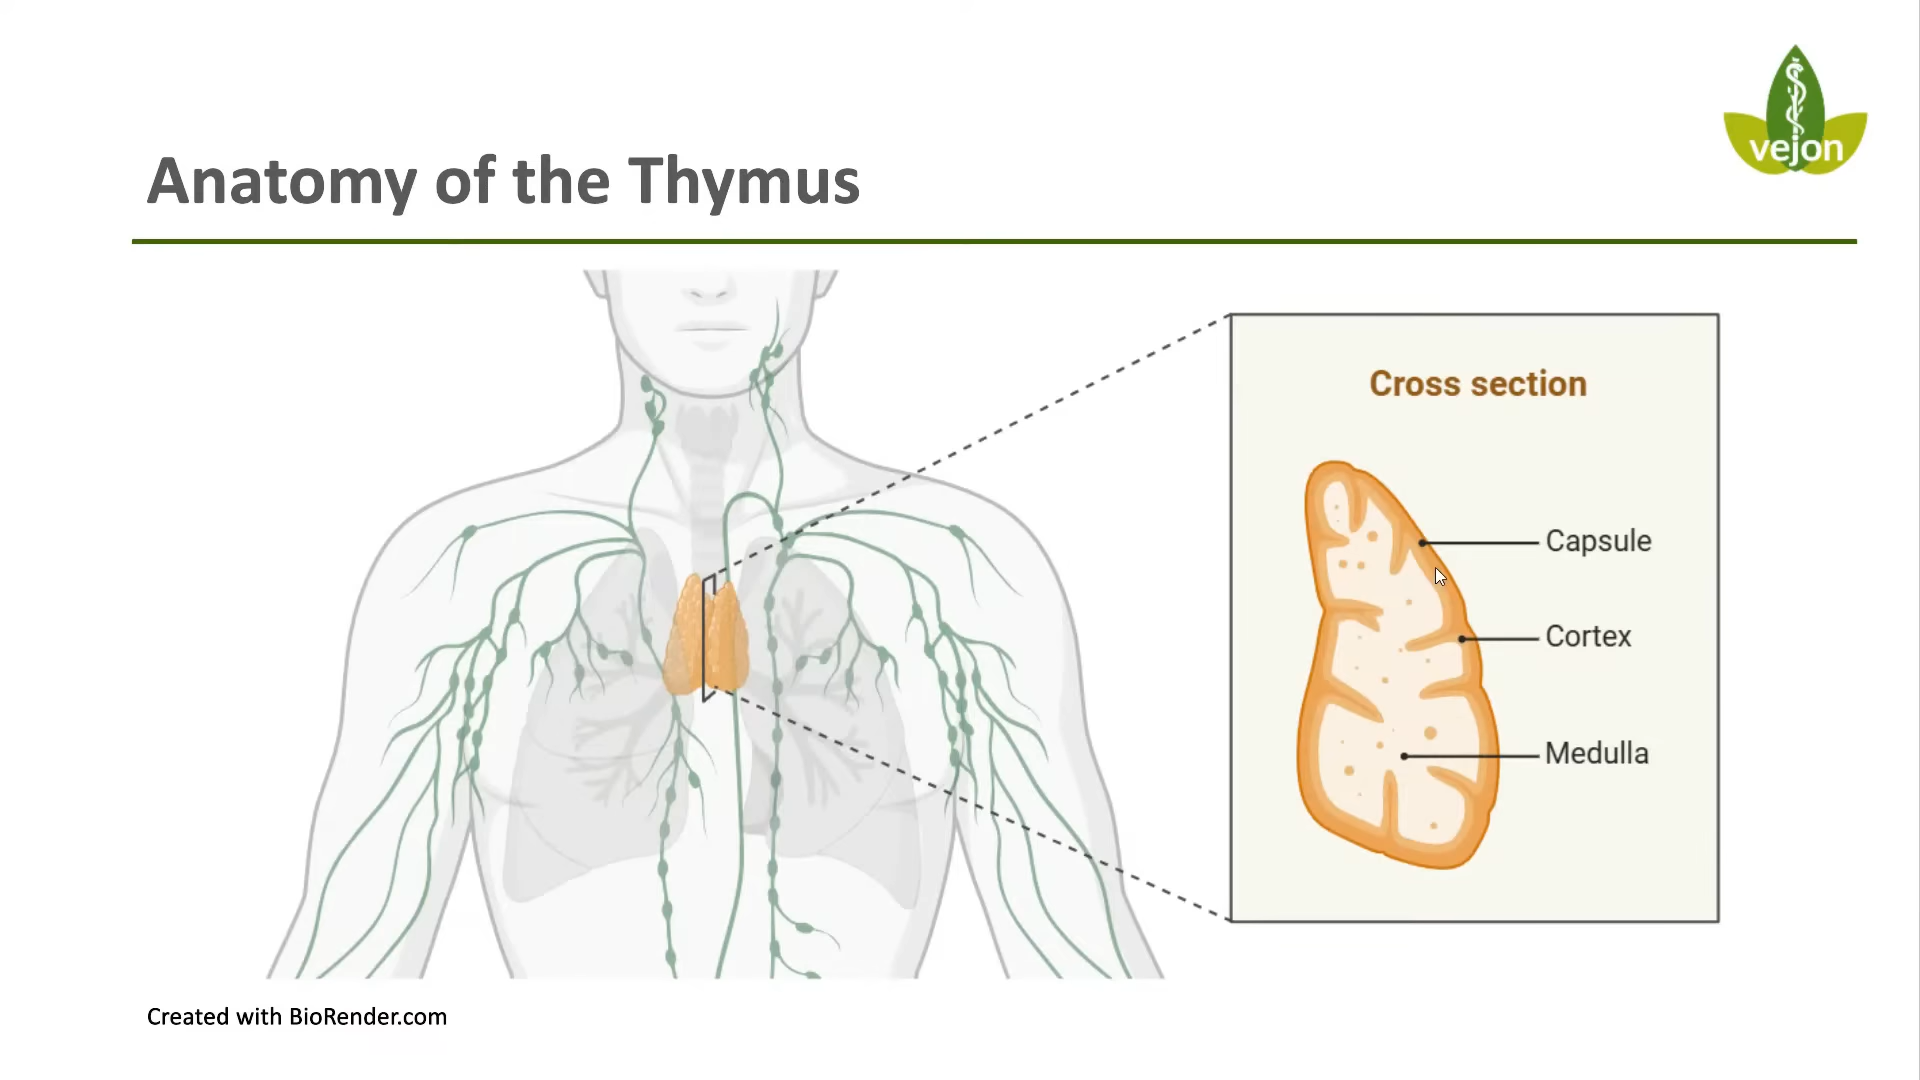 vejon
Anatomy of the Thymus
Cross section
Capsule
Cortex
Medulla
Created with BioRender.com